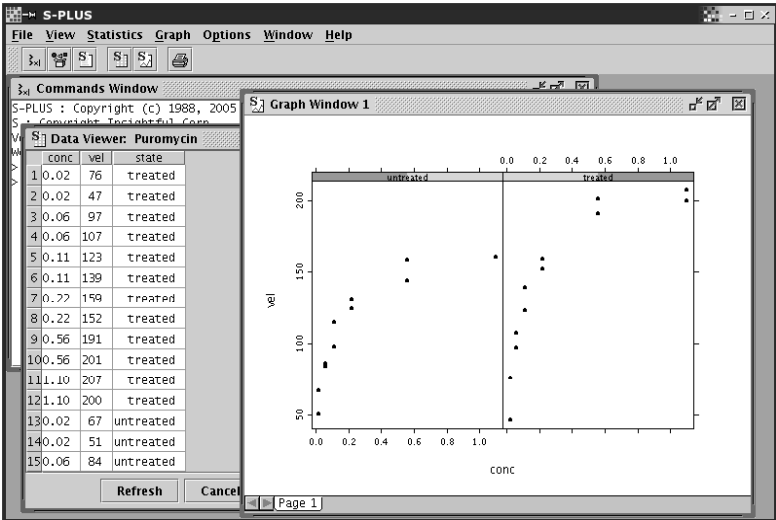 S-PLUS
File View Statistics Graph Options Window Help
Commands Window
S-PLUS : Copyright (c) 1988, 2005
S : Copyright Insightful Corp
Data Viewer: Puromycin
conc vel state
1 0.02 76 treated
2 0.02 47 treated
3 0.06 97 treated
4 0.06 107 treated
5 0.11 123 treated
6 0.11 139 treated
7 0.22 159 treated
8 0.22 152 treated
9 0.56 191 treated
10 0.56 201 treated
11 1.10 207 treated
12 1.10 200 treated
13 0.02 67 untreated
14 0.02 51 untreated
15 0.06 84 untreated
Refresh Cancel
Graph Window 1
0.0 0.2 0.4 0.6 0.8 1.0
untreated treated
200
150
100
50
vel
0.0 0.2 0.4 0.6 0.8 1.0
conc
Page 1